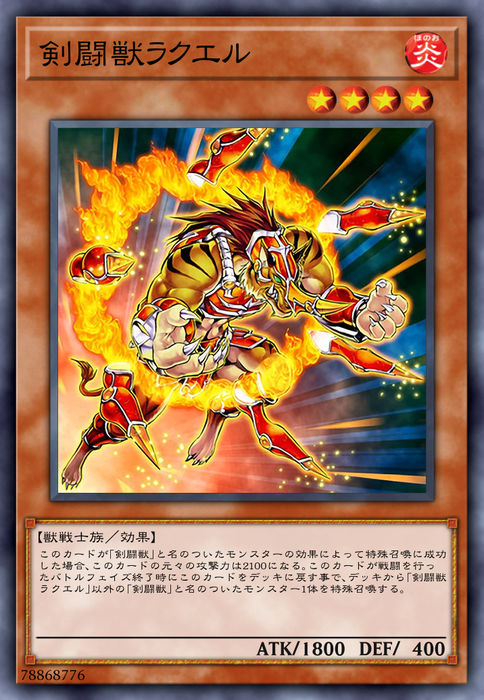 剣闘獣ラクエル
ほのお
炎
【獣戦士族／効果】
このカードが「剣闘獣」と名のついたモンスターの効果によって特殊召喚に成功
した場合、このカードの元々の攻撃力は2100になる。このカードが戦闘を行っ
たバトルフェイズ終了時にこのカードをデッキに戻す事で、デッキから「剣闘獣
ラクエル」以外の「剣闘獣」と名のついたモンスター1体を特殊召喚する。
ATK/1800 DEF/ 400
78868776